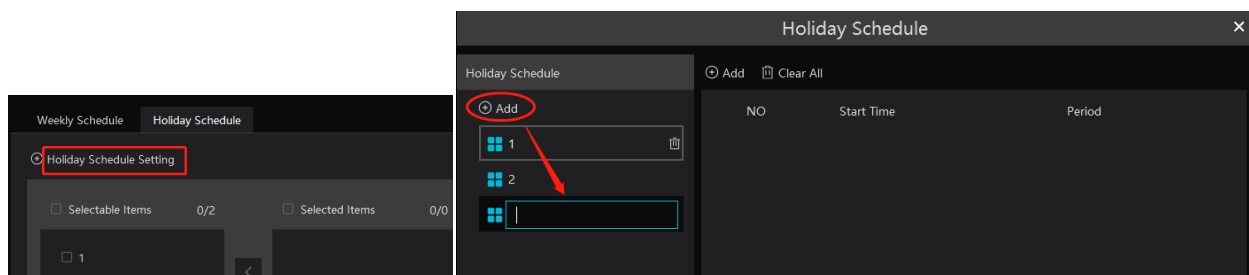 Weekly Schedule Holiday Schedule
Holiday Schedule Setting
Selectable Items 0/2 Selected Items 0/0
1
Holiday Schedule
Holiday Schedule
Add Clear All
Add
NO Start Time Period
1
2